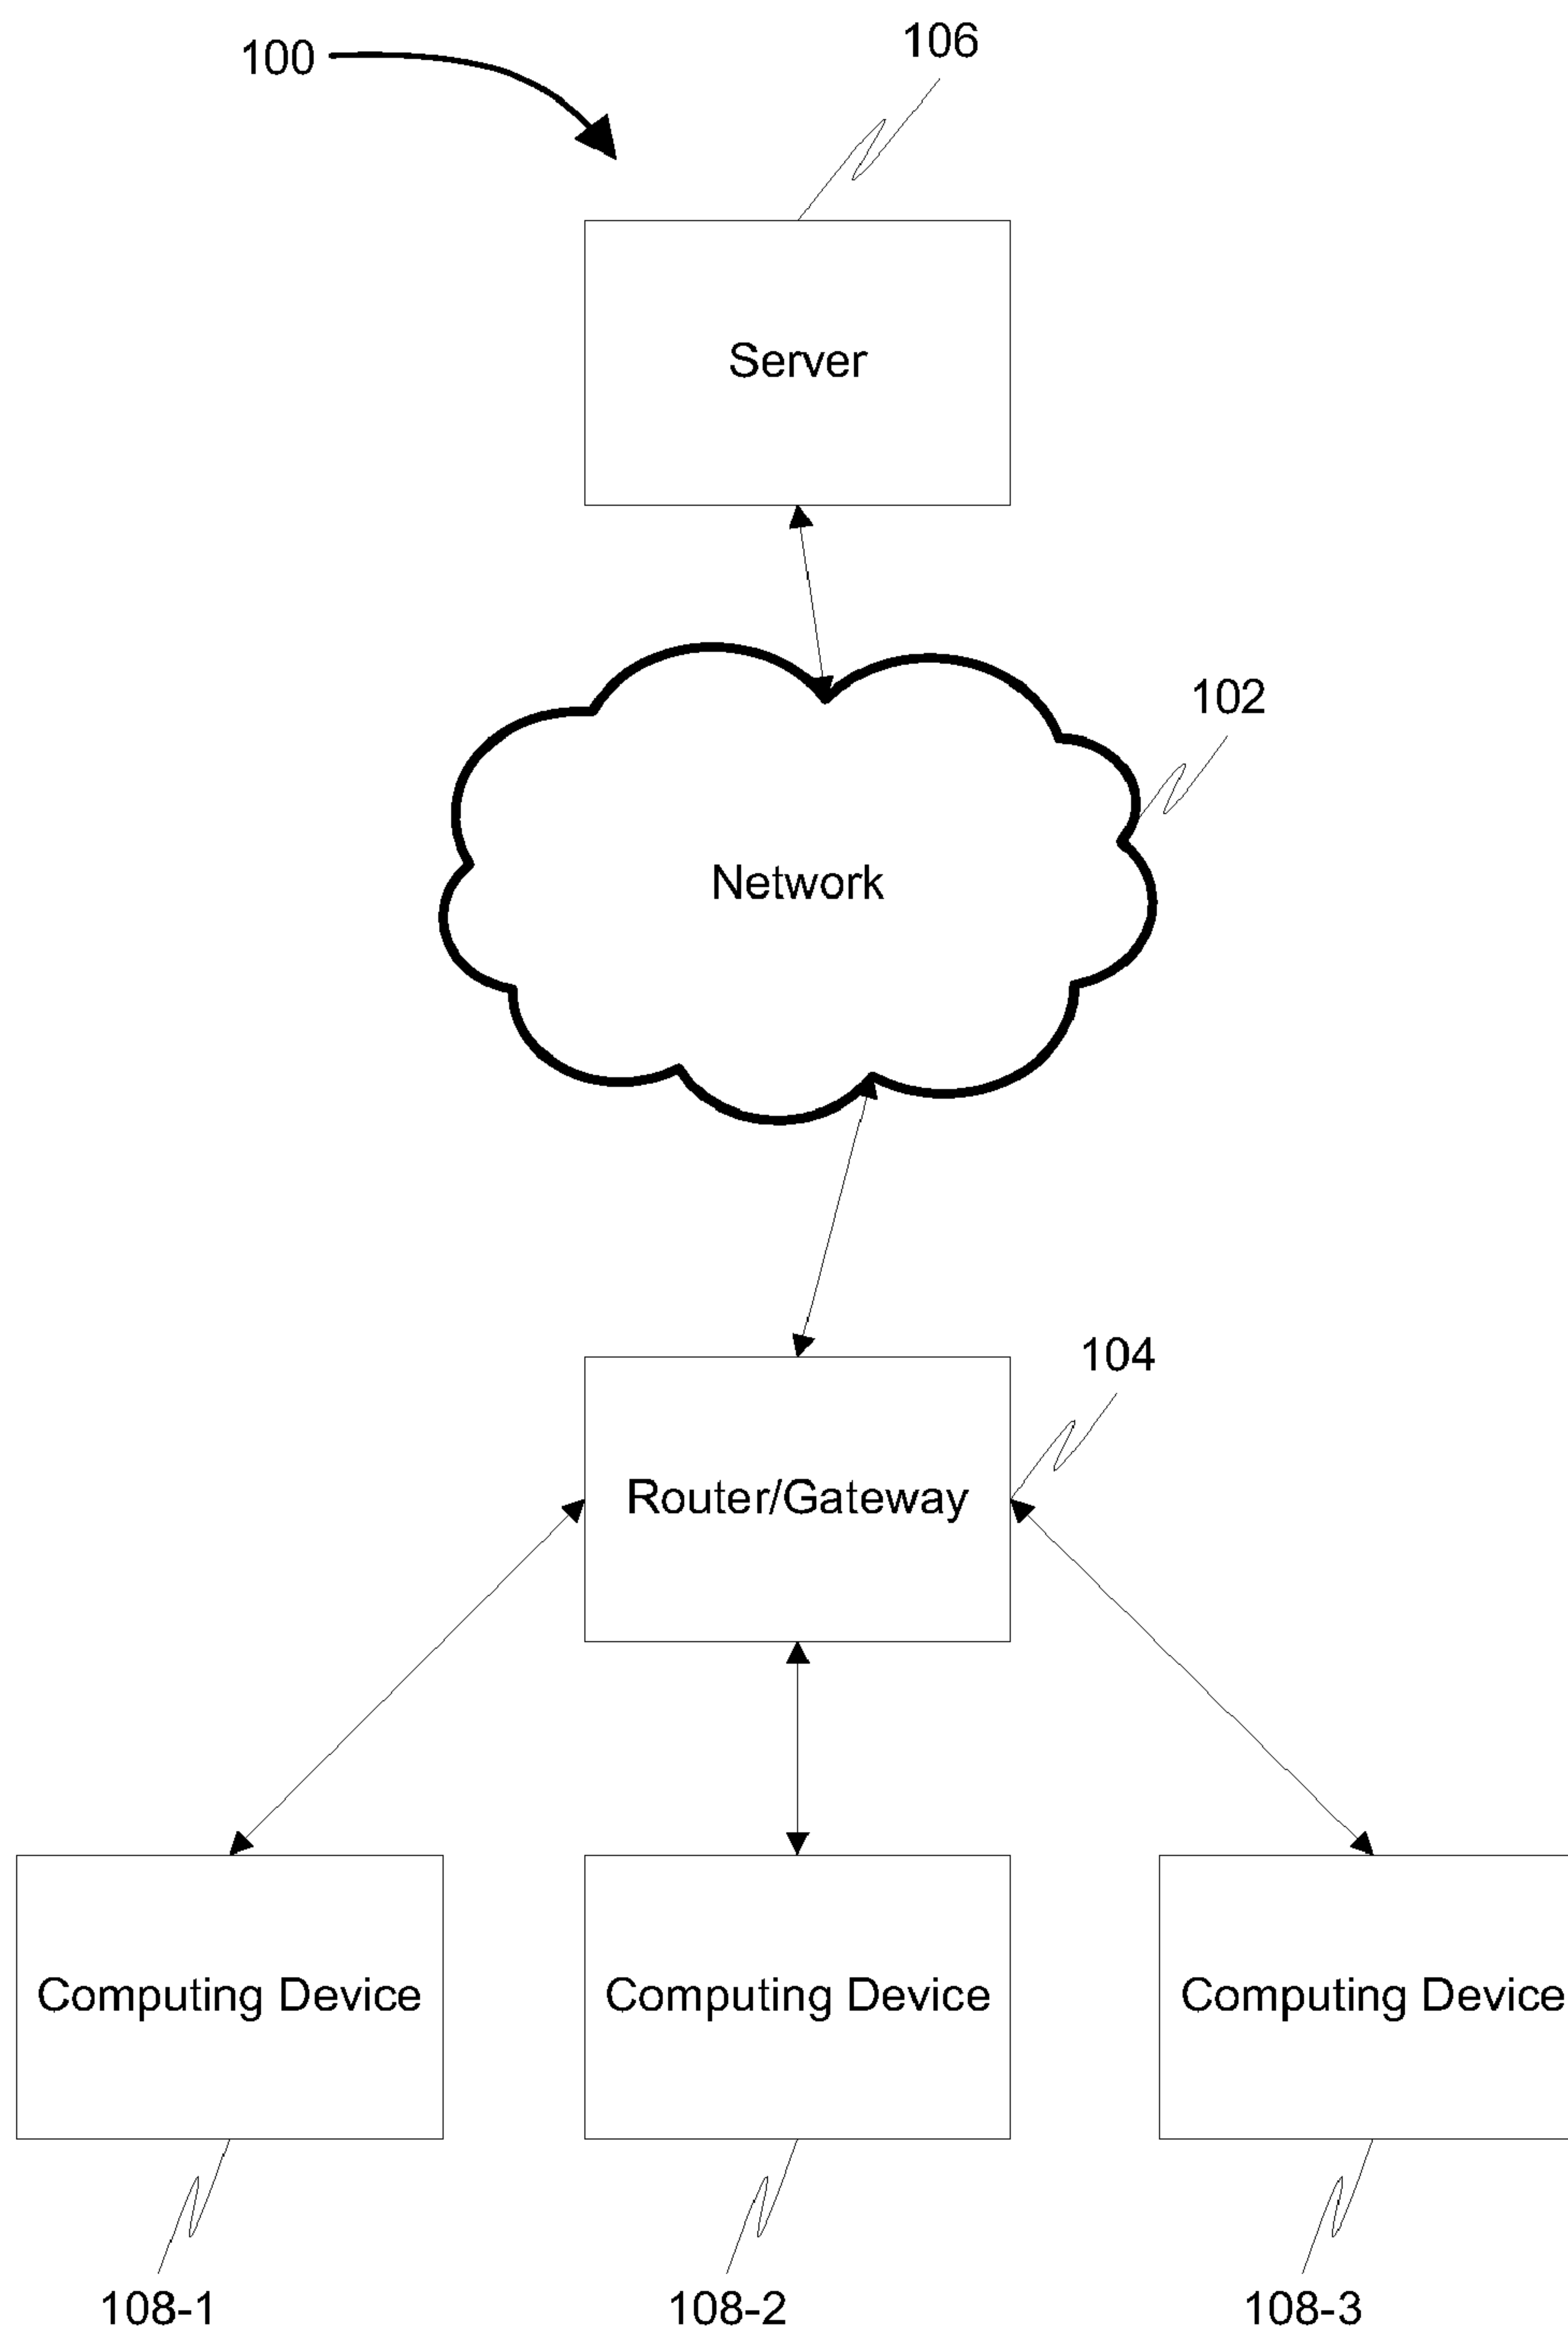 100
106
Server
102
Network
104
Router/Gateway
Computing Device
Computing Device
Computing Device
108-1
108-2
108-3